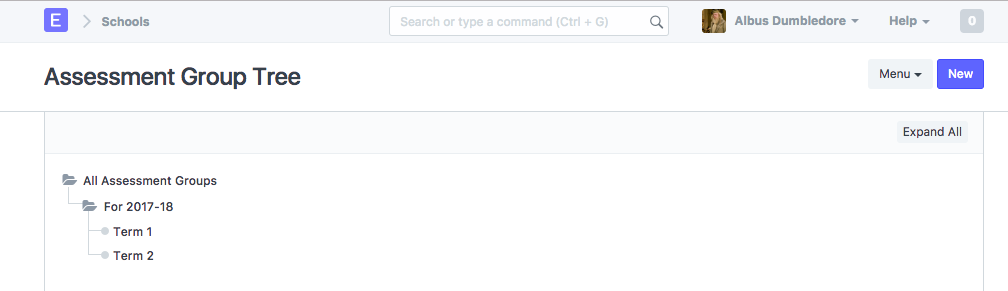 E Schools Search or type a command (Ctrl + G) Albus Dumbledore Help 0
Assessment Group Tree Menu New
Expand All
All Assessment Groups
For 2017-18
Term 1
Term 2